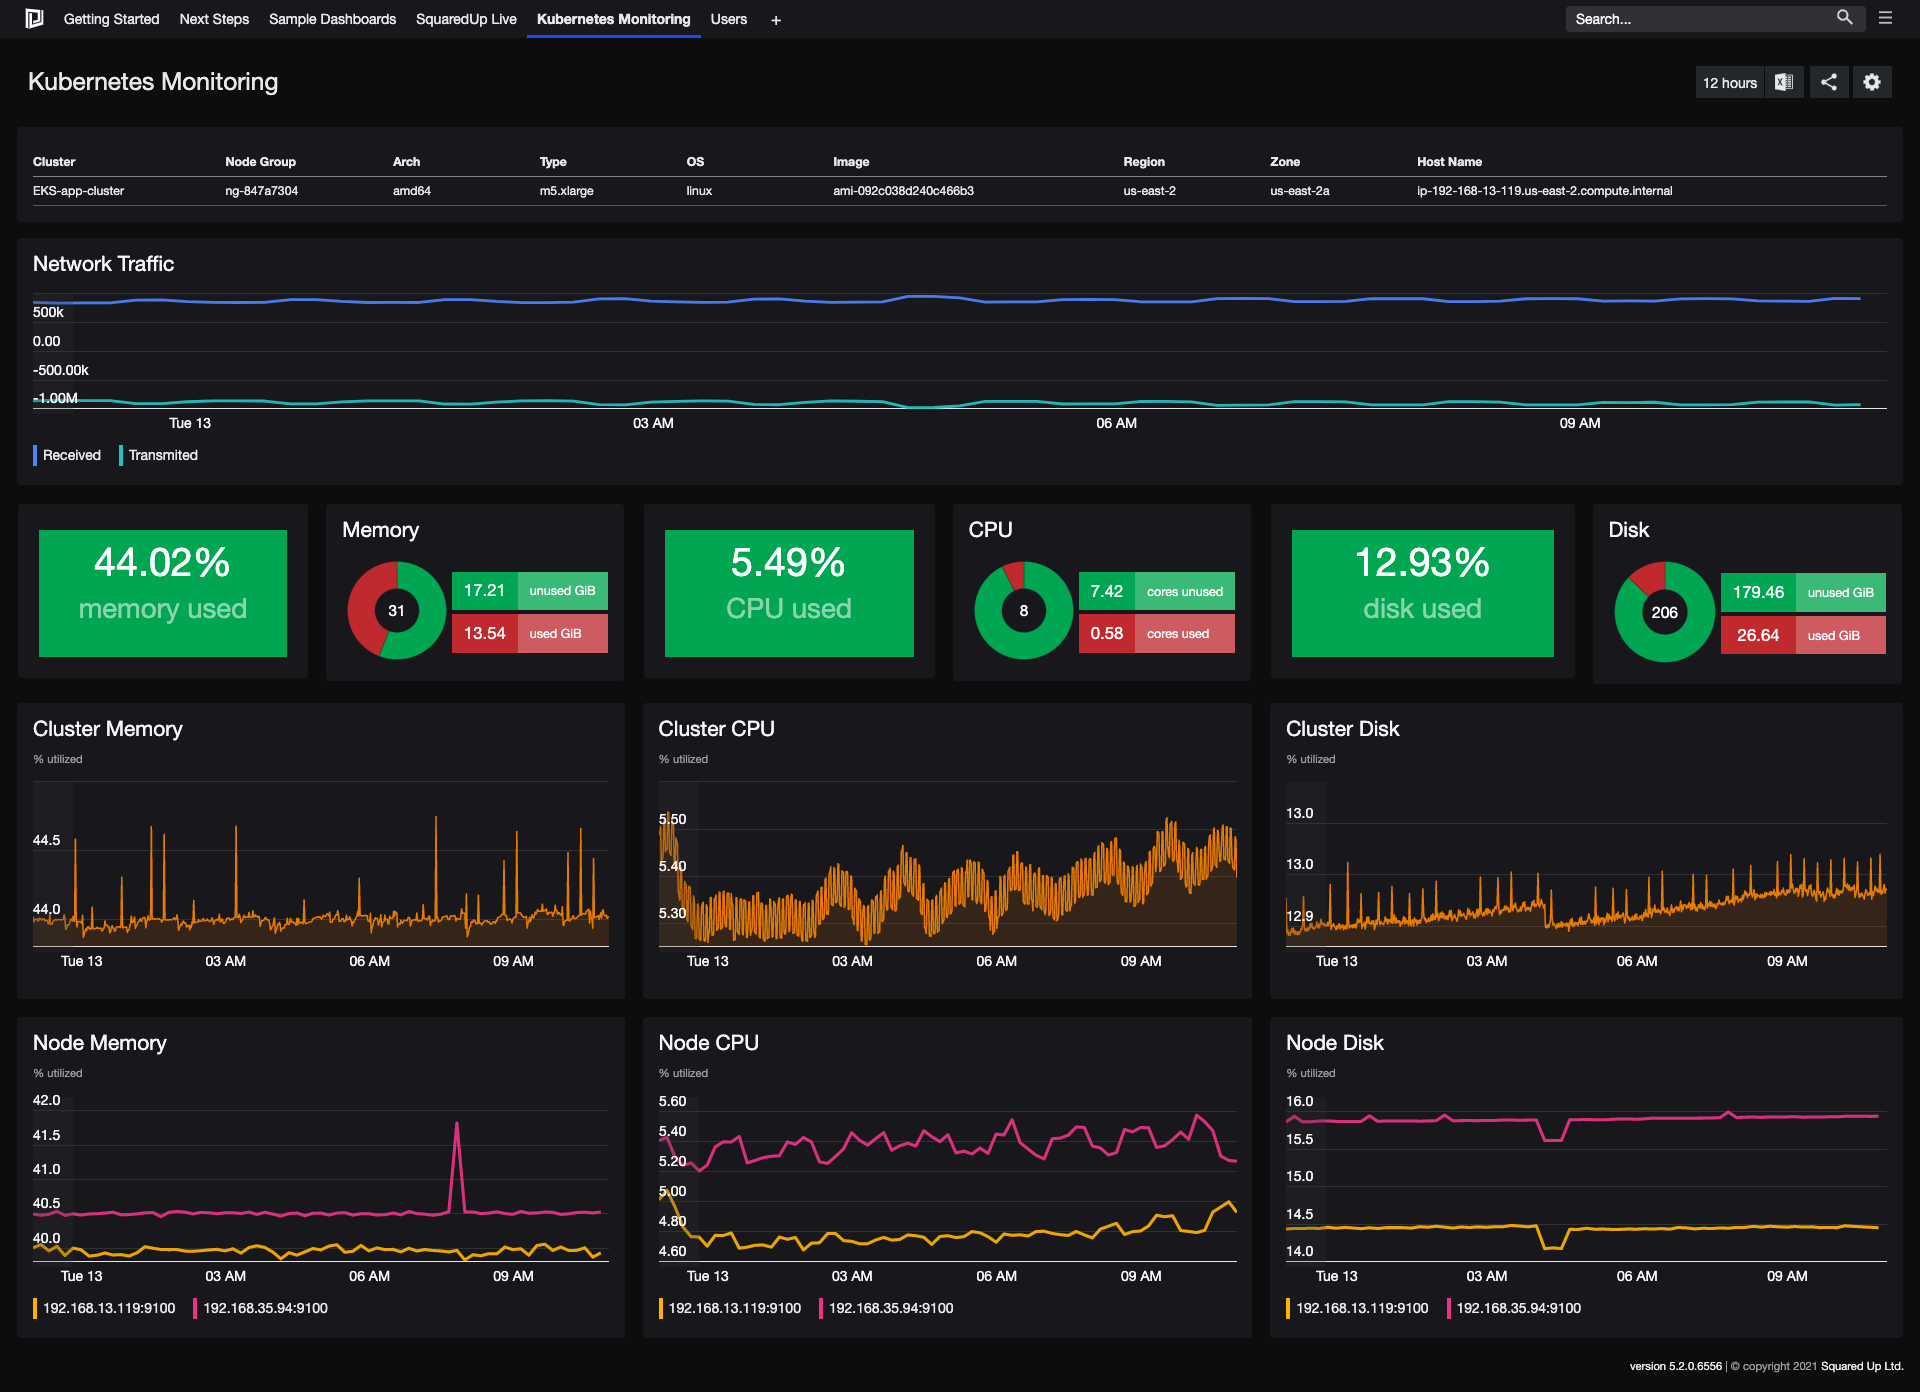 Getting Started Next Steps Sample Dashboards SquaredUp Live Kubernetes Monitoring Users +
Search...
Kubernetes Monitoring
12 hours
Cluster Node Group Arch Type OS Image Region Zone Host Name
EKS-app-cluster ng-847a7304 amd64 m5.xlarge linux ami-092c038d240c466b3 us-east-2 us-east-2a ip-192-168-13-119.us-east-2.compute.internal
Network Traffic
500k
0.00
-500.00k
-1.00M
Tue 13 03 AM 06 AM 09 AM
Received Transmited
44.02%
memory used
Memory
31
17.21 unused GiB
13.54 used GiB
5.49%
CPU used
CPU
8
7.42 cores unused
0.58 cores used
12.93%
disk used
Disk
206
179.46 unused GiB
26.64 used GiB
Cluster Memory
% utilized
44.5
44.0
Tue 13 03 AM 06 AM 09 AM
Cluster CPU
% utilized
5.50
5.40
5.30
Tue 13 03 AM 06 AM 09 AM
Cluster Disk
% utilized
13.0
13.0
12.9
Tue 13 03 AM 06 AM 09 AM
Node Memory
% utilized
42.0
41.5
41.0
40.5
40.0
Tue 13 03 AM 06 AM 09 AM
192.168.13.119:9100 192.168.35.94:9100
Node CPU
% utilized
5.60
5.40
5.20
5.00
4.80
4.60
Tue 13 03 AM 06 AM 09 AM
192.168.13.119:9100 192.168.35.94:9100
Node Disk
% utilized
16.0
15.5
15.0
14.5
14.0
Tue 13 03 AM 06 AM 09 AM
192.168.13.119:9100 192.168.35.94:9100
version 5.2.0.6556 | © copyright 2021 Squared Up Ltd.